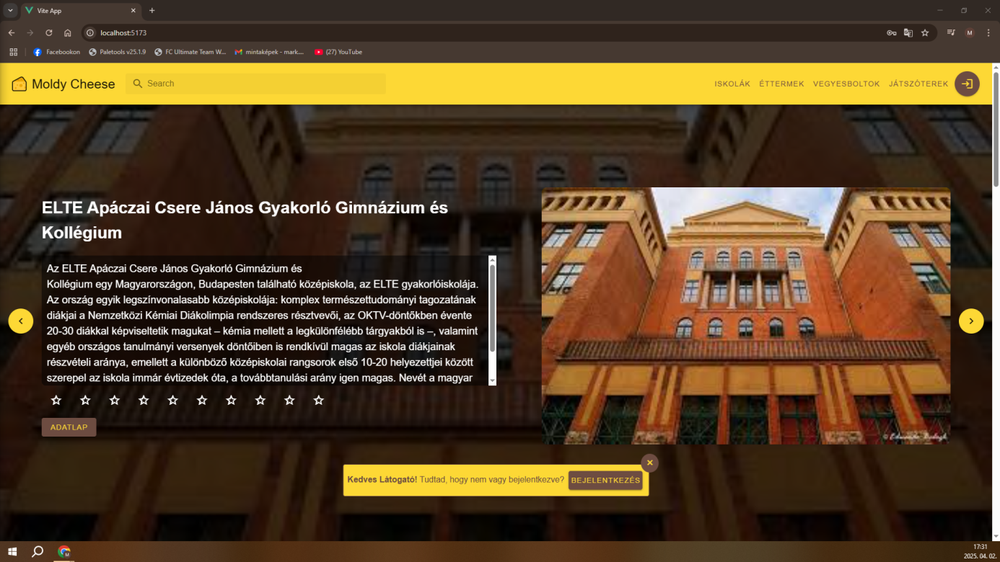 Vite App
localhost:5173
Facebookon
Paletools v25.1.9
FC Ultimate Team W...
mintaképek - mark....
(27) YouTube
M
Moldy Cheese
Search
ISKOLÁK
ÉTTERMEK
VEGYESBOLTOK
JÁTSZÓTEREK
ELTE Apáczai Csere János Gyakorló Gimnázium és
Kollégium
Az ELTE Apáczai Csere János Gyakorló Gimnázium és
Kollégium egy Magyarországon, Budapesten található középiskola, az ELTE gyakorlóiskolája.
Az ország egyik legszínvonalasabb középiskolája: komplex természettudományi tagozatának
diákjai a Nemzetközi Kémiai Diákolimpia rendszeres résztvevői, az OKTV-döntőkben évente
20-30 diákkal képviseltetik magukat – kémia mellett a legkülönfélébb tárgyakból is –, valamint
egyéb országos tanulmányi versenyek döntőiben is rendkívül magas az iskola diákjainak
részvételi aránya, emellett a különböző középiskolai rangsorok első 10-20 helyezettjei között
szerepel az iskola immár évtizedek óta, a továbbtanulási arány igen magas. Nevét a magyar
ADATLAP
Kedves Látogató! Tudtad, hogy nem vagy bejelentkezve?
BEJELENTKEZÉS
17:31
2025. 04. 02.